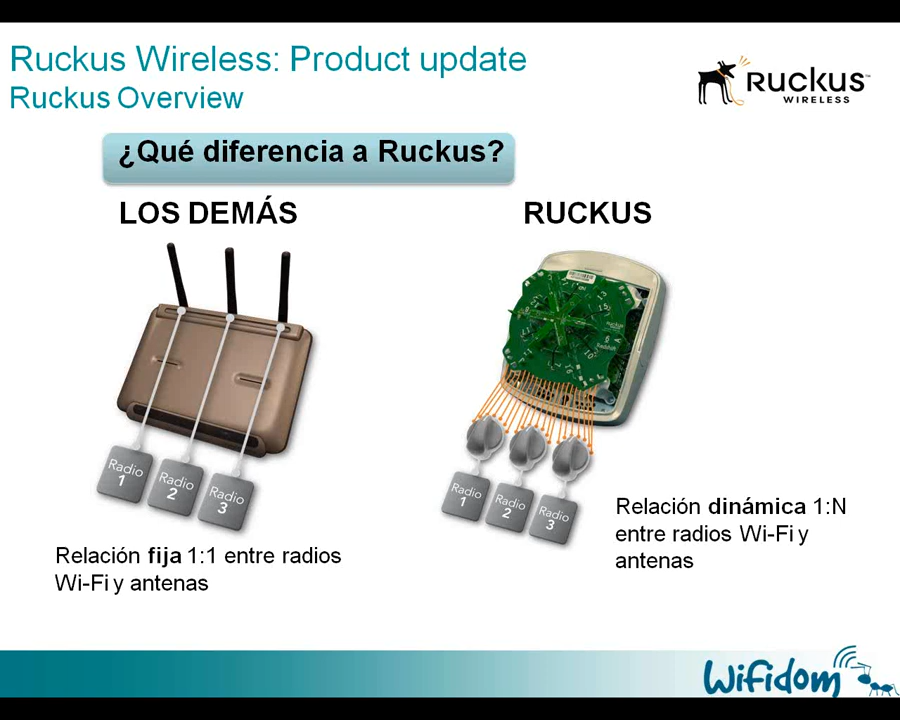 Ruckus Wireless: Product update
Ruckus Overview
RUCKUS™
WIRELESS
¿Qué diferencia a Ruckus?
LOS DEMÁS
RUCKUS
Radio
1
Radio
2
Radio
3
Radio
1
Radio
2
Radio
3
Relación fija 1:1 entre radios
Wi-Fi y antenas
Relación dinámica 1:N
entre radios Wi-Fi y
antenas
WiFidom